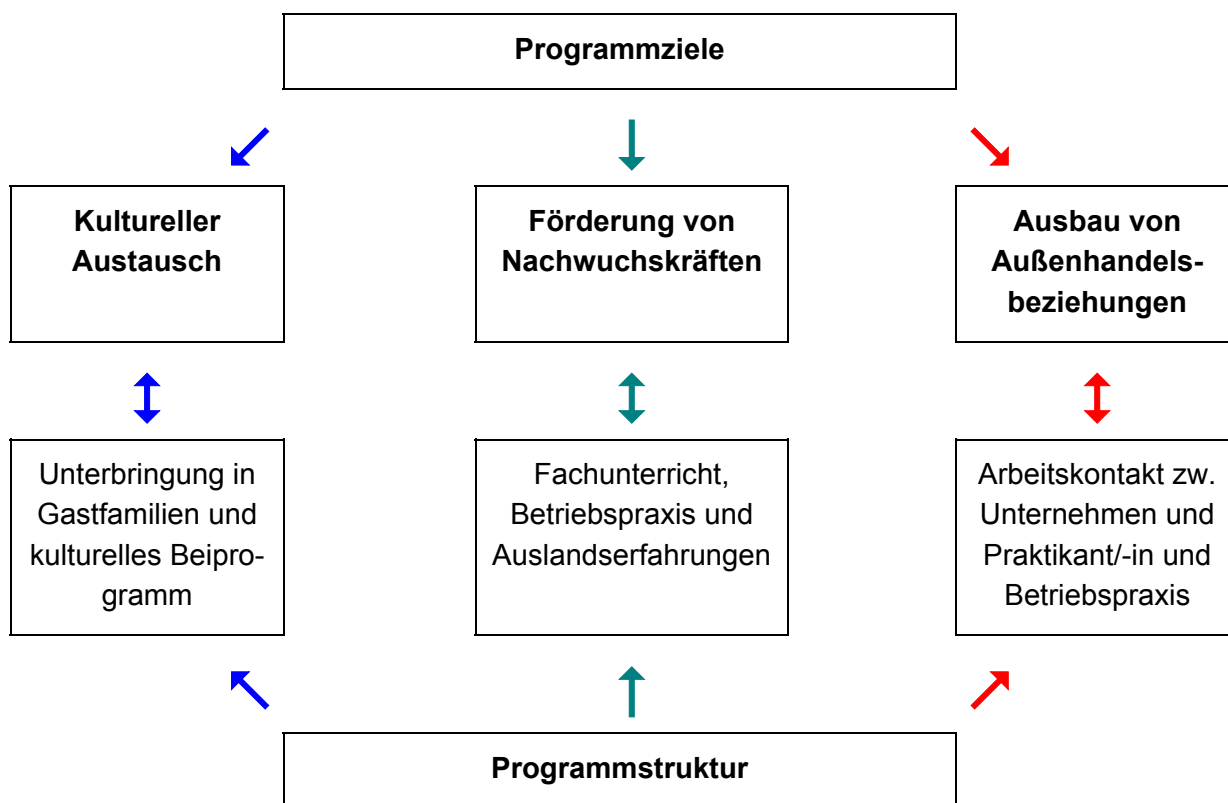 Programmziele
Kultureller
Austausch
Förderung von
Nachwuchskräften
Ausbau von
Außenhandels-
beziehungen
Unterbringung in
Gastfamilien und
kulturelles Beipro-
gramm
Fachunterricht,
Betriebspraxis und
Auslandserfahrungen
Arbeitskontakt zw.
Unternehmen und
Praktikant/-in und
Betriebspraxis
Programmstruktur